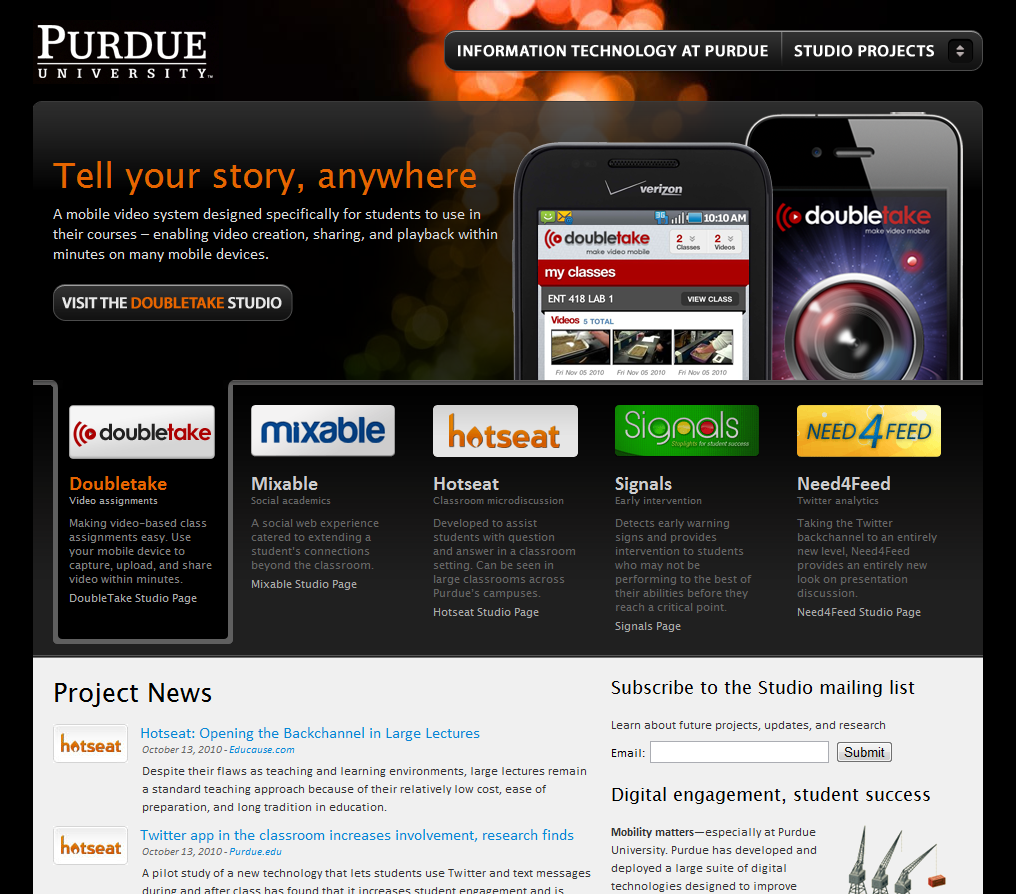 PURDUE
UNIVERSITY™
INFORMATION TECHNOLOGY AT PURDUE
STUDIO PROJECTS
Tell your story, anywhere
A mobile video system designed specifically for students to use in
their courses – enabling video creation, sharing, and playback within
minutes on many mobile devices.
VISIT THE DOUBLETAKE STUDIO
verizon
3G
10:10 AM
doubletake
make video mobile
2
Classes
2
Videos
my classes
ENT 418 LAB 1
VIEW CLASS
Videos 5 TOTAL
Fri Nov 05 2010
Fri Nov 05 2010
Fri Nov 05 2010
doubletake
make video mobile
doubletake
Doubletake
Video assignments
Making video-based class
assignments easy. Use
your mobile device to
capture, upload, and share
video within minutes.
DoubleTake Studio Page
mixable
Mixable
Social academics
A social web experience
catered to extending a
student's connections
beyond the classroom.
Mixable Studio Page
hotseat
Hotseat
Classroom microdiscussion
Developed to assist
students with question
and answer in a classroom
setting. Can be seen in
large classrooms across
Purdue's campuses.
Hotseat Studio Page
Signals
Stoplights for student success
Signals
Early intervention
Detects early warning
signs and provides
intervention to students
who may not be
performing to the best of
their abilities before they
reach a critical point.
Signals Page
NEED4FEED
Need4Feed
Twitter analytics
Taking the Twitter
backchannel to an entirely
new level, Need4Feed
provides an entirely new
look on presentation
discussion.
Need4Feed Studio Page
Project News
hotseat
Hotseat: Opening the Backchannel in Large Lectures
October 13, 2010 - Educause.com
Despite their flaws as teaching and learning environments, large lectures remain
a standard teaching approach because of their relatively low cost, ease of
preparation, and long tradition in education.
hotseat
Twitter app in the classroom increases involvement, research finds
October 13, 2010 - Purdue.edu
A pilot study of a new technology that lets students use Twitter and text messages
during and after class has found that it increases student engagement and is
Subscribe to the Studio mailing list
Learn about future projects, updates, and research
Email:
Submit
Digital engagement, student success
Mobility matters—especially at Purdue
University. Purdue has developed and
deployed a large suite of digital
technologies designed to improve